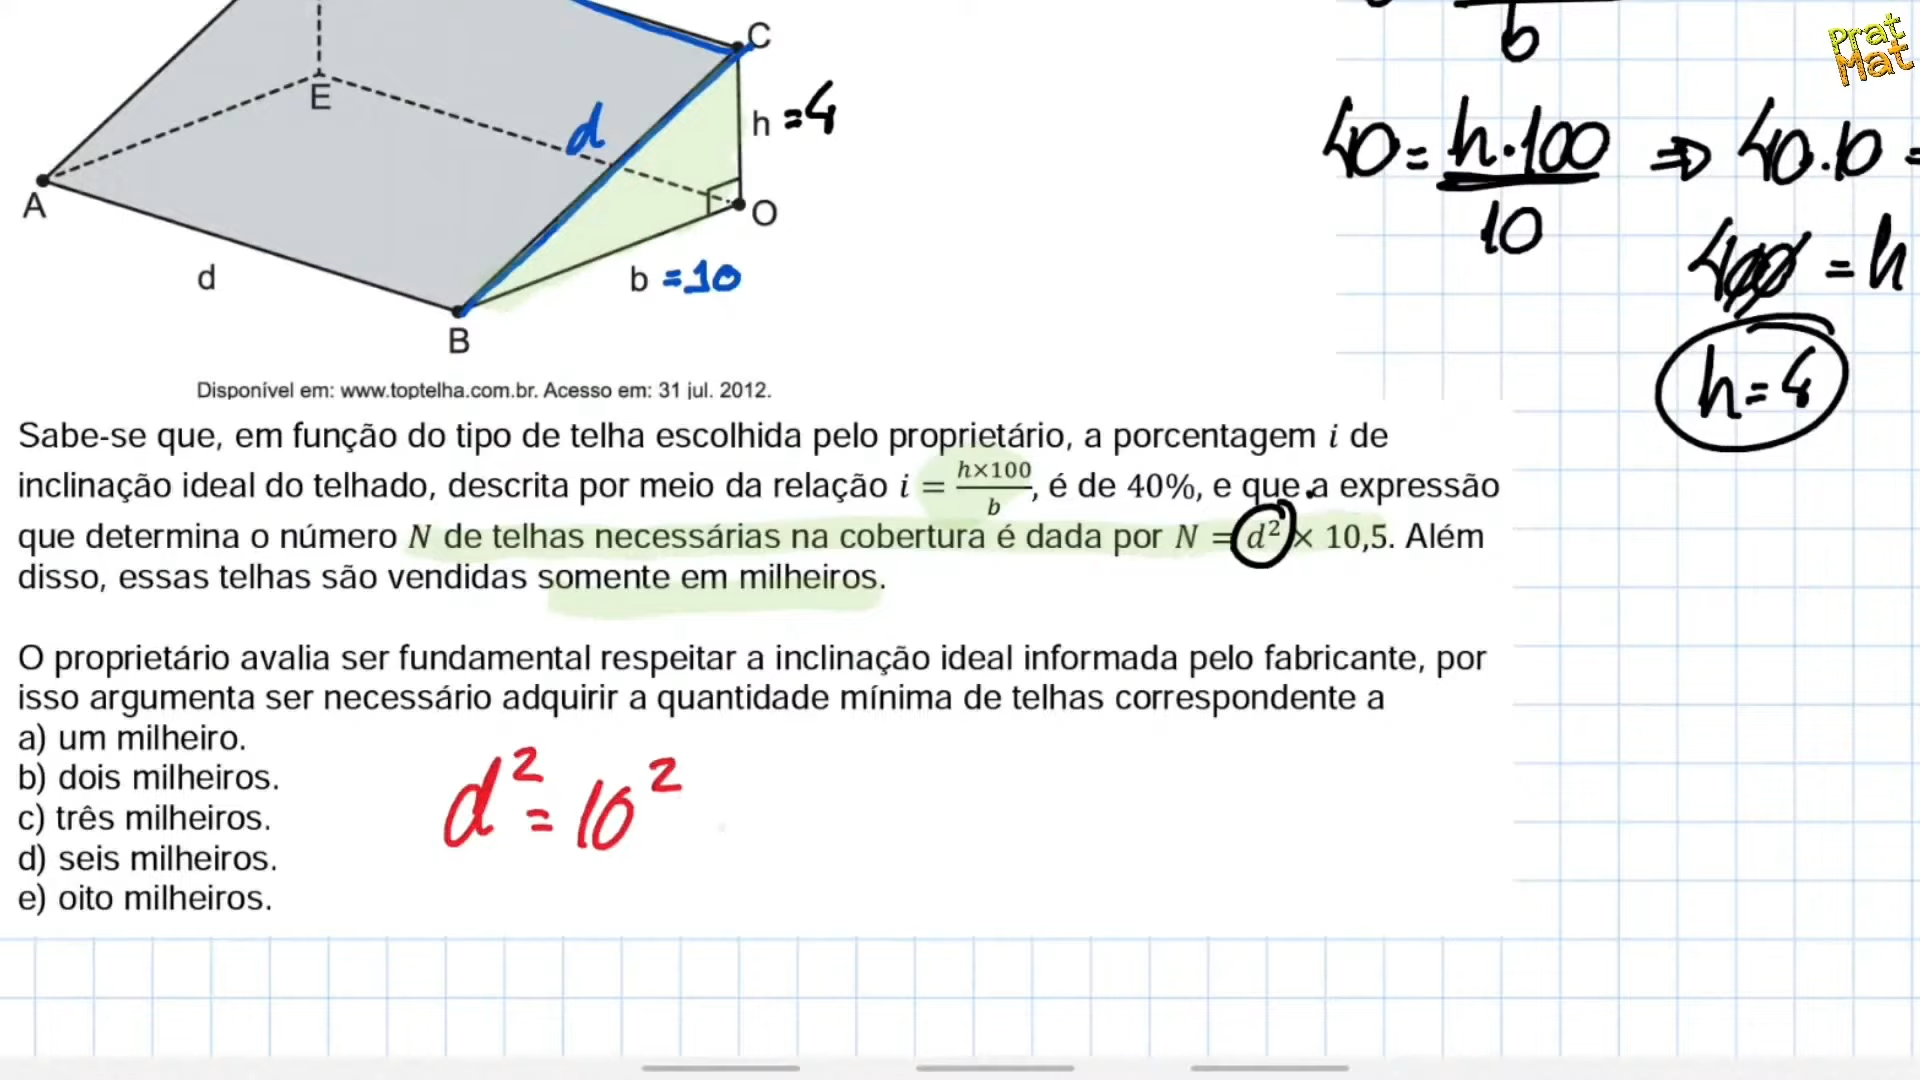 C
E
d
h =4
A
O
d
b =10
B
b
40 = h·100 ⇒ 40.10 =
10
400 = h
h=4
Prat
Mat
Disponível em: www.toptelha.com.br. Acesso em: 31 jul. 2012.
Sabe-se que, em função do tipo de telha escolhida pelo proprietário, a porcentagem i de
inclinação ideal do telhado, descrita por meio da relação i = h×100/b, é de 40%, e que a expressão
que determina o número N de telhas necessárias na cobertura é dada por N = d² × 10,5. Além
disso, essas telhas são vendidas somente em milheiros.
O proprietário avalia ser fundamental respeitar a inclinação ideal informada pelo fabricante, por
isso argumenta ser necessário adquirir a quantidade mínima de telhas correspondente a
a) um milheiro.
b) dois milheiros.
c) três milheiros.
d) seis milheiros.
e) oito milheiros.
d² = 10²